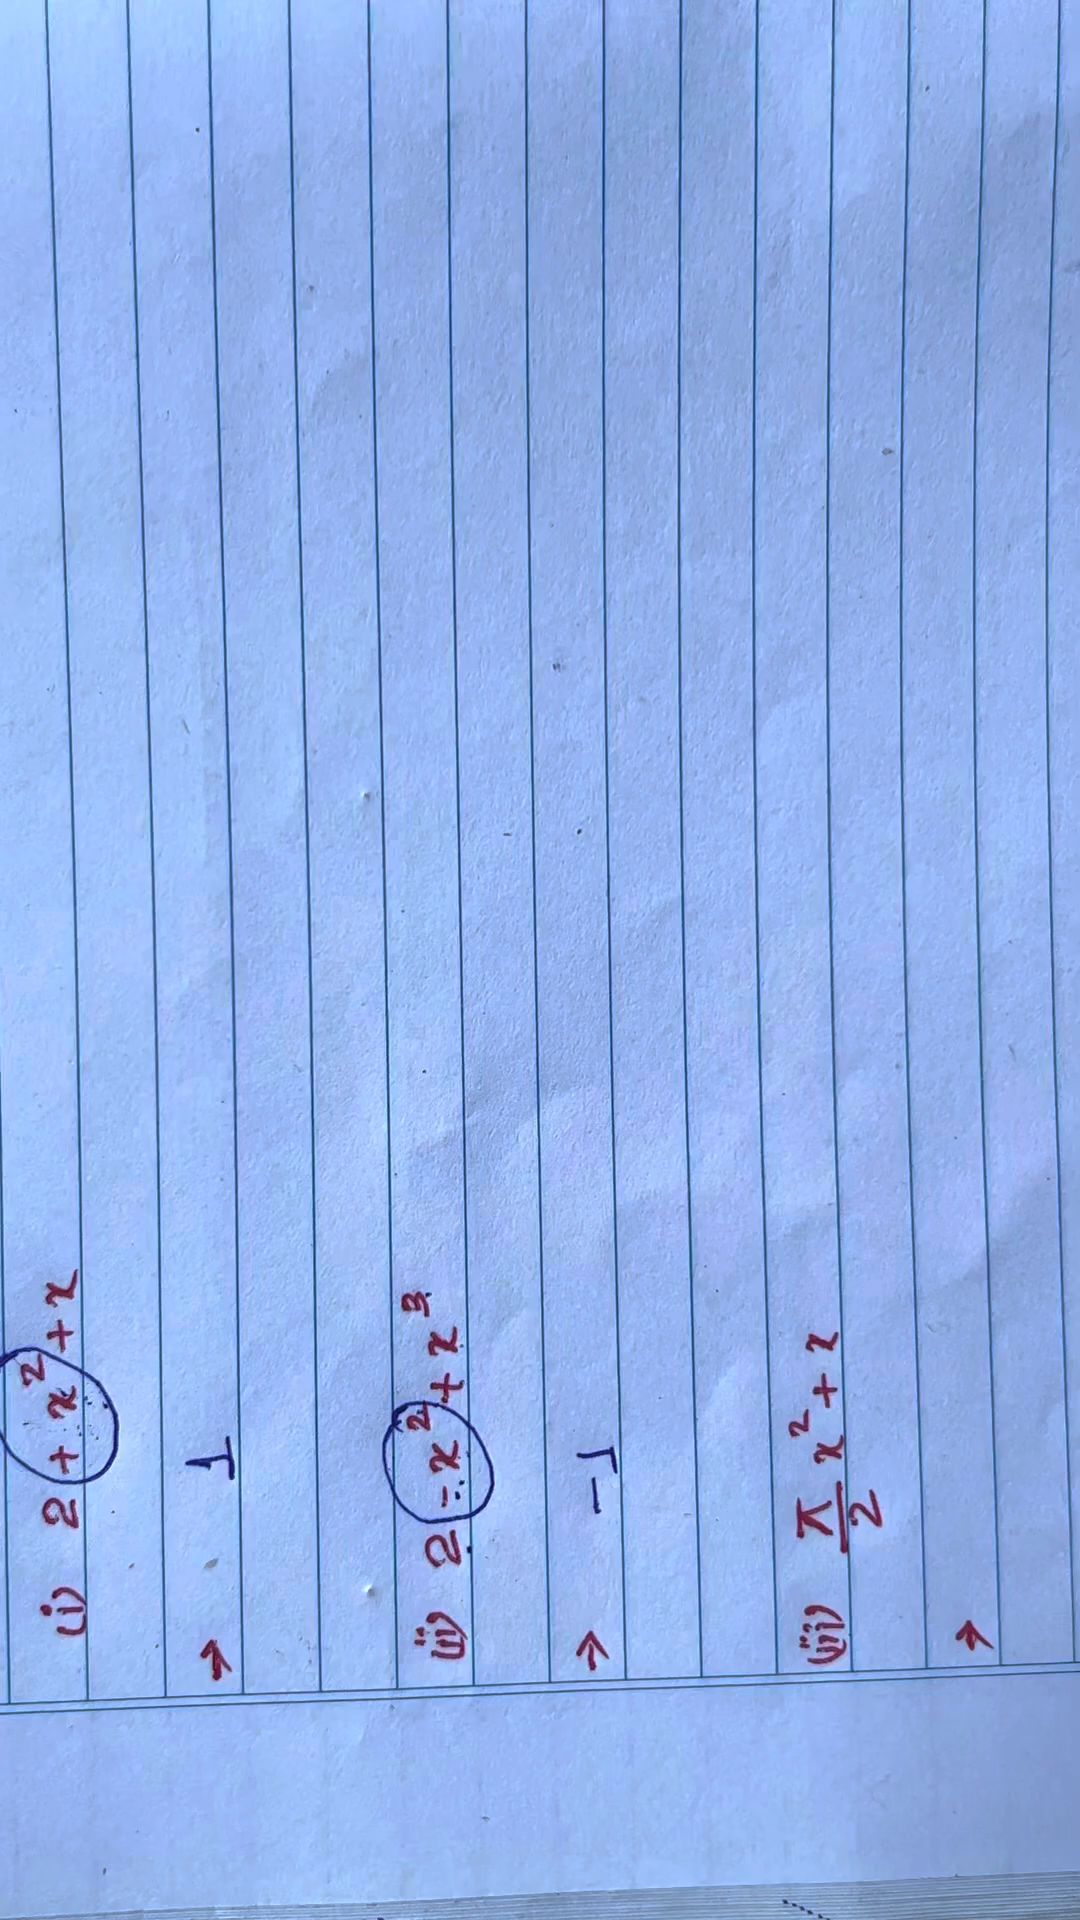 (i) 2 + x² + x
→ 1
(ii) 2 - x² + x³
→ -1
(iii) π/2 x² + x
→